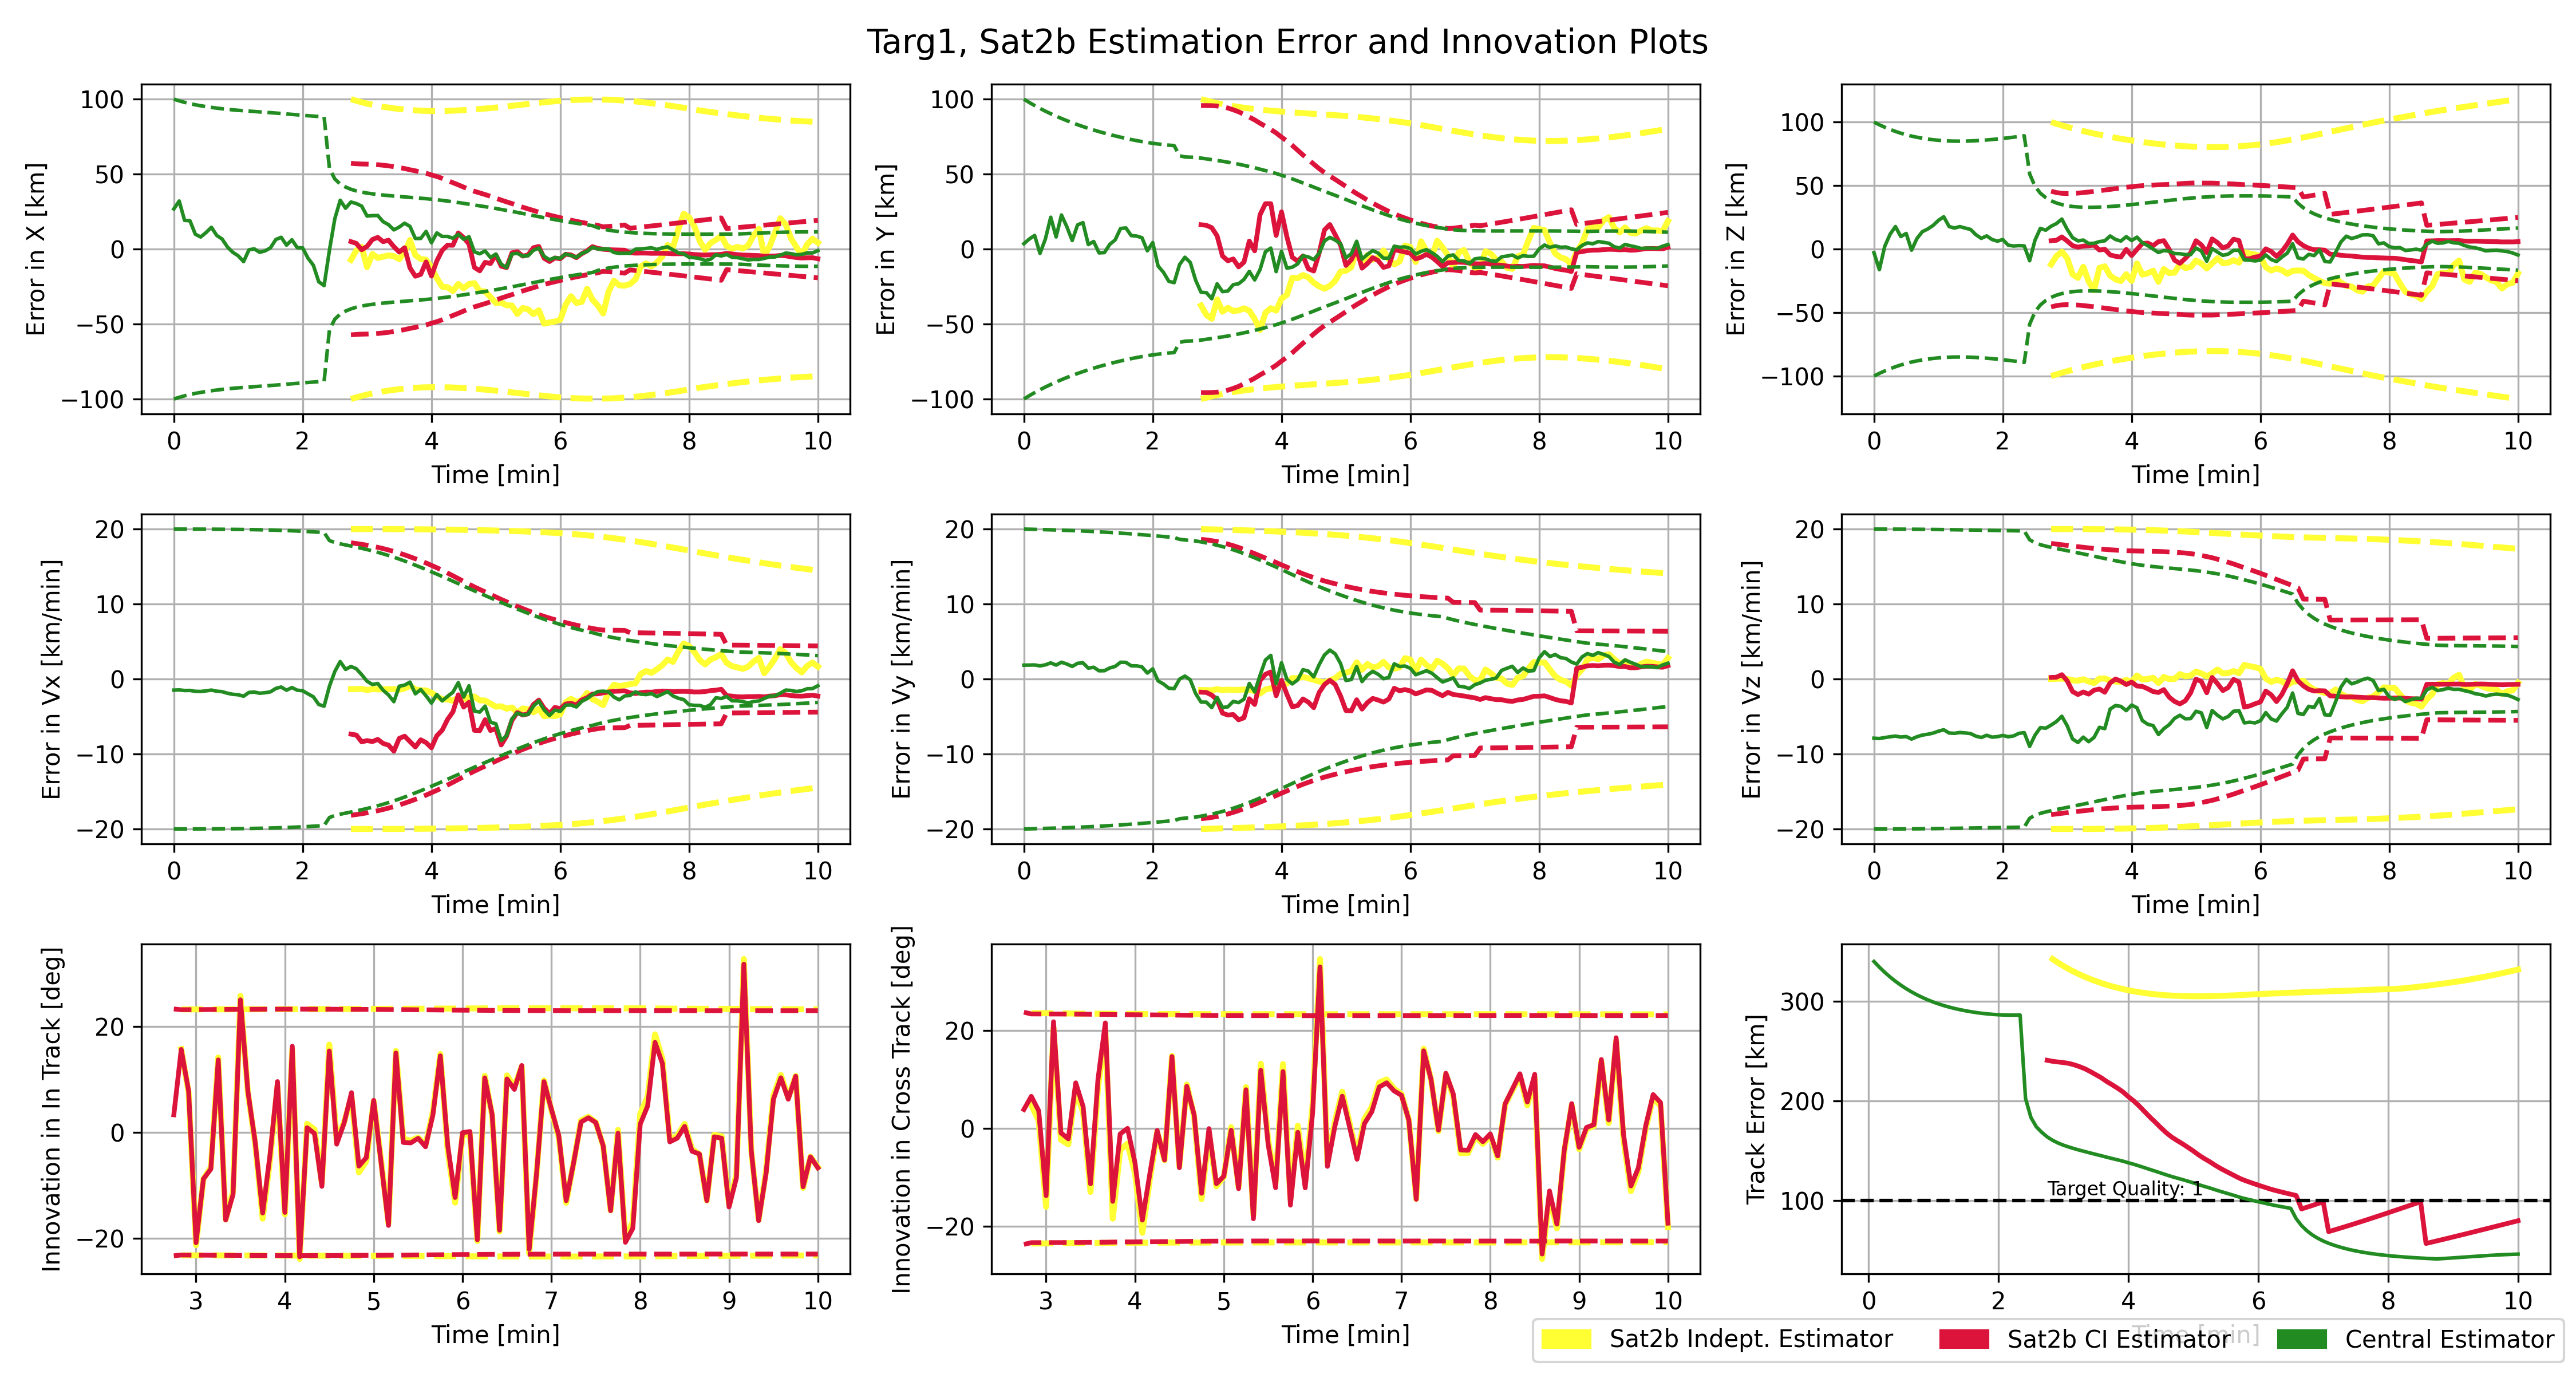 Targ1, Sat2b Estimation Error and Innovation Plots
Error in X [km]
100
50
0
−50
−100
0 2 4 6 8 10
Time [min]
Error in Y [km]
100
50
0
−50
−100
0 2 4 6 8 10
Time [min]
Error in Z [km]
100
50
0
−50
−100
0 2 4 6 8 10
Time [min]
Error in Vx [km/min]
20
10
0
−10
−20
0 2 4 6 8 10
Time [min]
Error in Vy [km/min]
20
10
0
−10
−20
0 2 4 6 8 10
Time [min]
Error in Vz [km/min]
20
10
0
−10
−20
0 2 4 6 8 10
Time [min]
Innovation in In Track [deg]
20
0
−20
3 4 5 6 7 8 9 10
Time [min]
Innovation in Cross Track [deg]
20
0
−20
3 4 5 6 7 8 9 10
Time [min]
Track Error [km]
300
200
100
Target Quality: 1
0 2 4 6 8 10
Time [min]
Sat2b Indept. Estimator Sat2b CI Estimator Central Estimator